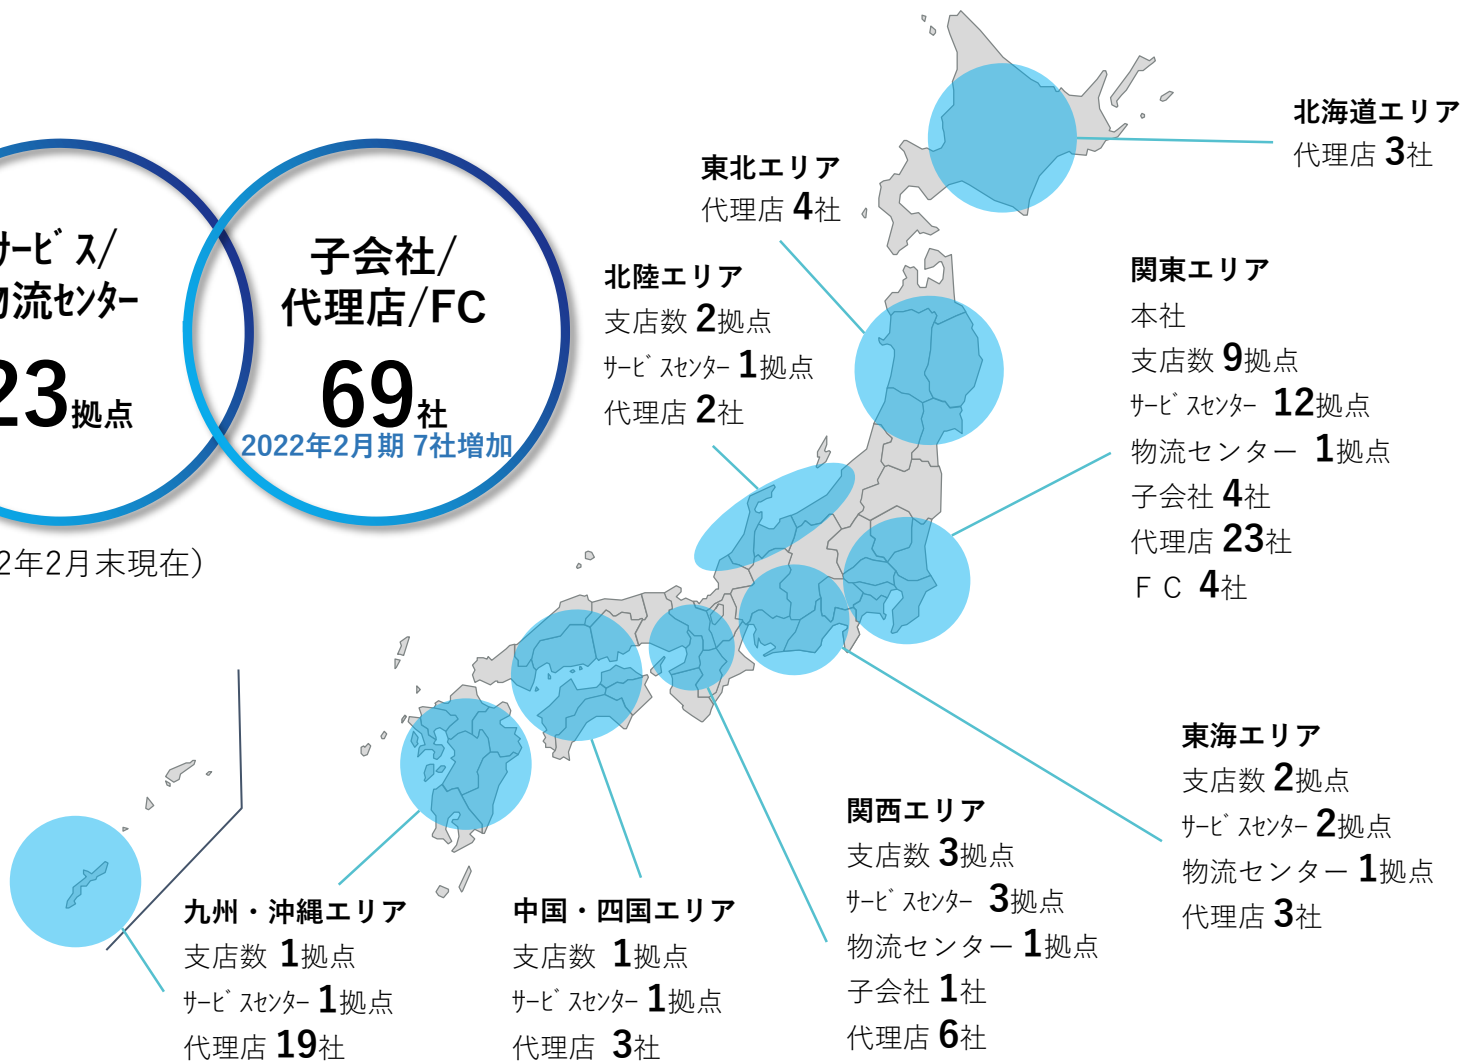 ｻｰﾋﾞｽ/
物流ｾﾝﾀｰ
23拠点
子会社/
代理店/FC
69社
2022年2月期 7社増加
2年2月末現在）
北海道エリア
代理店 3社
東北エリア
代理店 4社
北陸エリア
支店数 2拠点
ｻｰﾋﾞｽｾﾝﾀｰ 1拠点
代理店 2社
関東エリア
本社
支店数 9拠点
ｻｰﾋﾞｽｾﾝﾀｰ 12拠点
物流センター 1拠点
子会社 4社
代理店 23社
ＦＣ 4社
東海エリア
支店数 2拠点
ｻｰﾋﾞｽｾﾝﾀｰ 2拠点
物流センター 1拠点
代理店 3社
関西エリア
支店数 3拠点
ｻｰﾋﾞｽｾﾝﾀｰ 3拠点
物流センター 1拠点
子会社 1社
代理店 6社
中国・四国エリア
支店数 1拠点
ｻｰﾋﾞｽｾﾝﾀｰ 1拠点
代理店 3社
九州・沖縄エリア
支店数 1拠点
ｻｰﾋﾞｽｾﾝﾀｰ 1拠点
代理店 19社